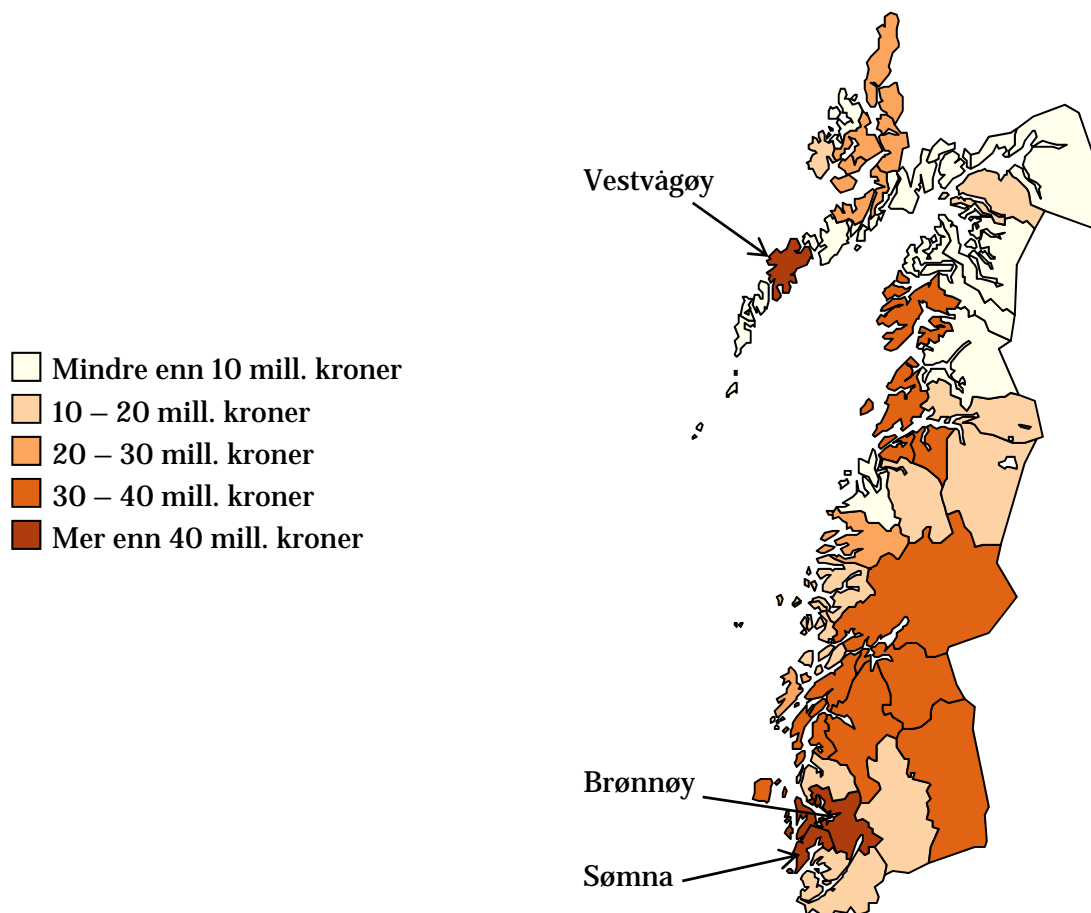 Vestvågøy
Mindre enn 10 mill. kroner
10 – 20 mill. kroner
20 – 30 mill. kroner
30 – 40 mill. kroner
Mer enn 40 mill. kroner
Brønnøy
Sømna